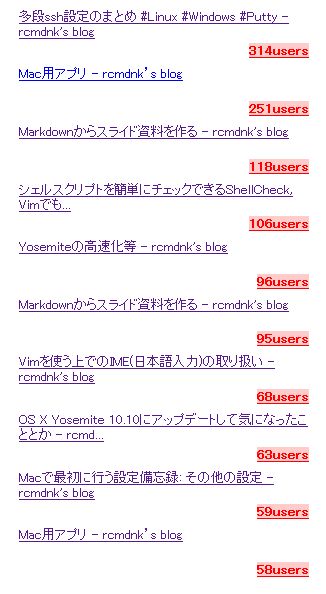 多段ssh設定のまとめ #Linux #Windows #Putty -
rcmdnk's blog
314users
Mac用アプリ - rcmdnk’s blog
251users
Markdownからスライド資料を作る - rcmdnk's blog
118users
シェルスクリプトを簡単にチェックできるShellCheck,
Vimでも...
106users
Yosemiteの高速化等 - rcmdnk's blog
96users
Markdownからスライド資料を作る - rcmdnk's blog
95users
Vimを使う上でのIME(日本語入力)の取り扱い -
rcmdnk's blog
68users
OS X Yosemite 10.10にアップデートして気になったこ
ととか - rcmd...
63users
Macで最初に行う設定備忘録: その他の設定 -
rcmdnk's blog
59users
Mac用アプリ - rcmdnk’s blog
58users